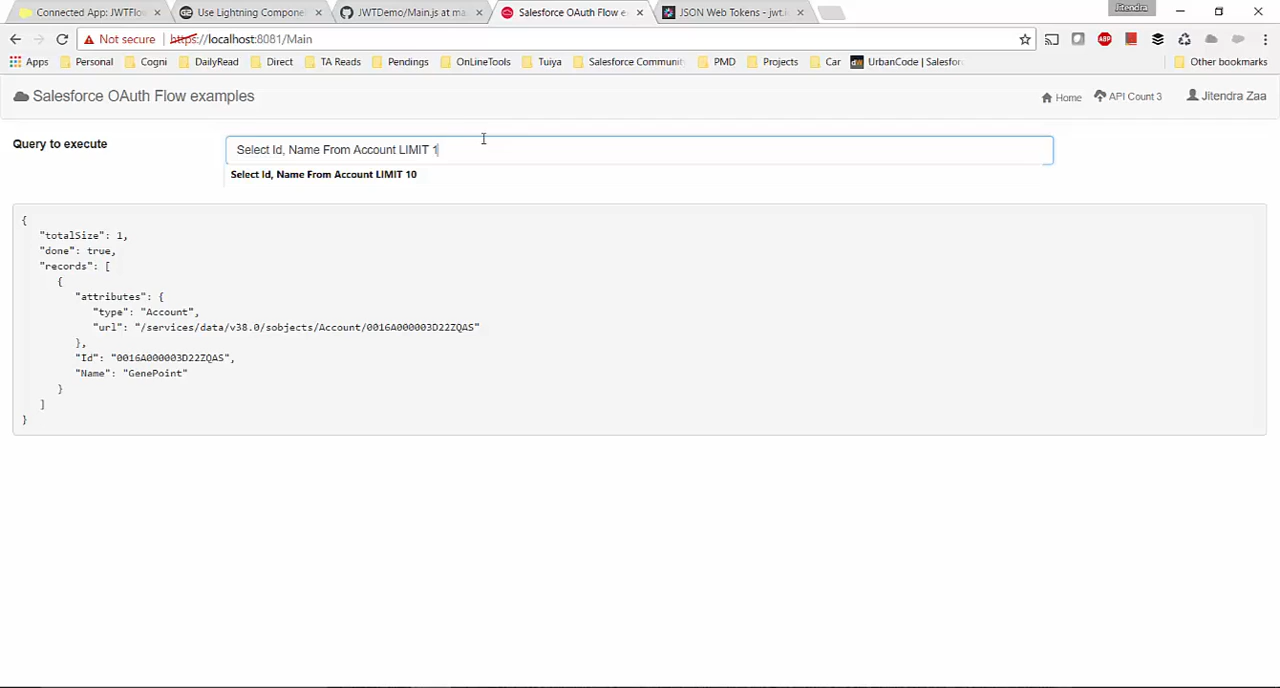 Connected App: JWTFlow
Use Lightning Compone
JWTDemo/Main.js at ma
Salesforce OAuth Flow e
JSON Web Tokens - jwt.i
Jitendra
Not secure
https://localhost:8081/Main
Apps
Personal
Cogni
DailyRead
Direct
TA Reads
Pendings
OnLineTools
Tuiya
Salesforce Communit
PMD
Projects
Car
UrbanCode | Salesfor
Other bookmarks
Salesforce OAuth Flow examples
Home
API Count 3
Jitendra Zaa
Query to execute
Select Id, Name From Account LIMIT 1
Select Id, Name From Account LIMIT 10
{
"totalSize": 1,
"done": true,
"records": [
{
"attributes": {
"type": "Account",
"url": "/services/data/v38.0/sobjects/Account/0016A000003D22ZQAS"
},
"Id": "0016A000003D22ZQAS",
"Name": "GenePoint"
}
]
}